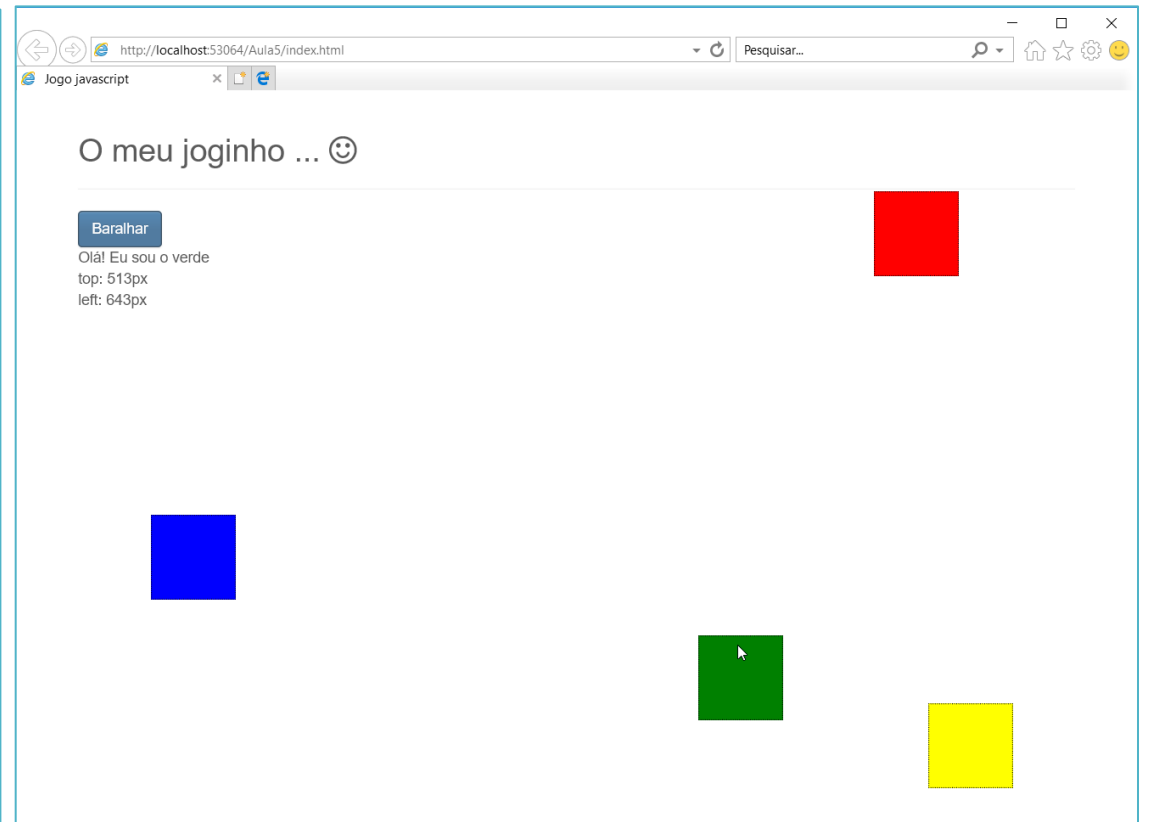 http://localhost:53064/Aula5/index.html
Pesquisar...
Jogo javascript
O meu joginho ...
Baralhar
Olá! Eu sou o verde
top: 513px
left: 643px